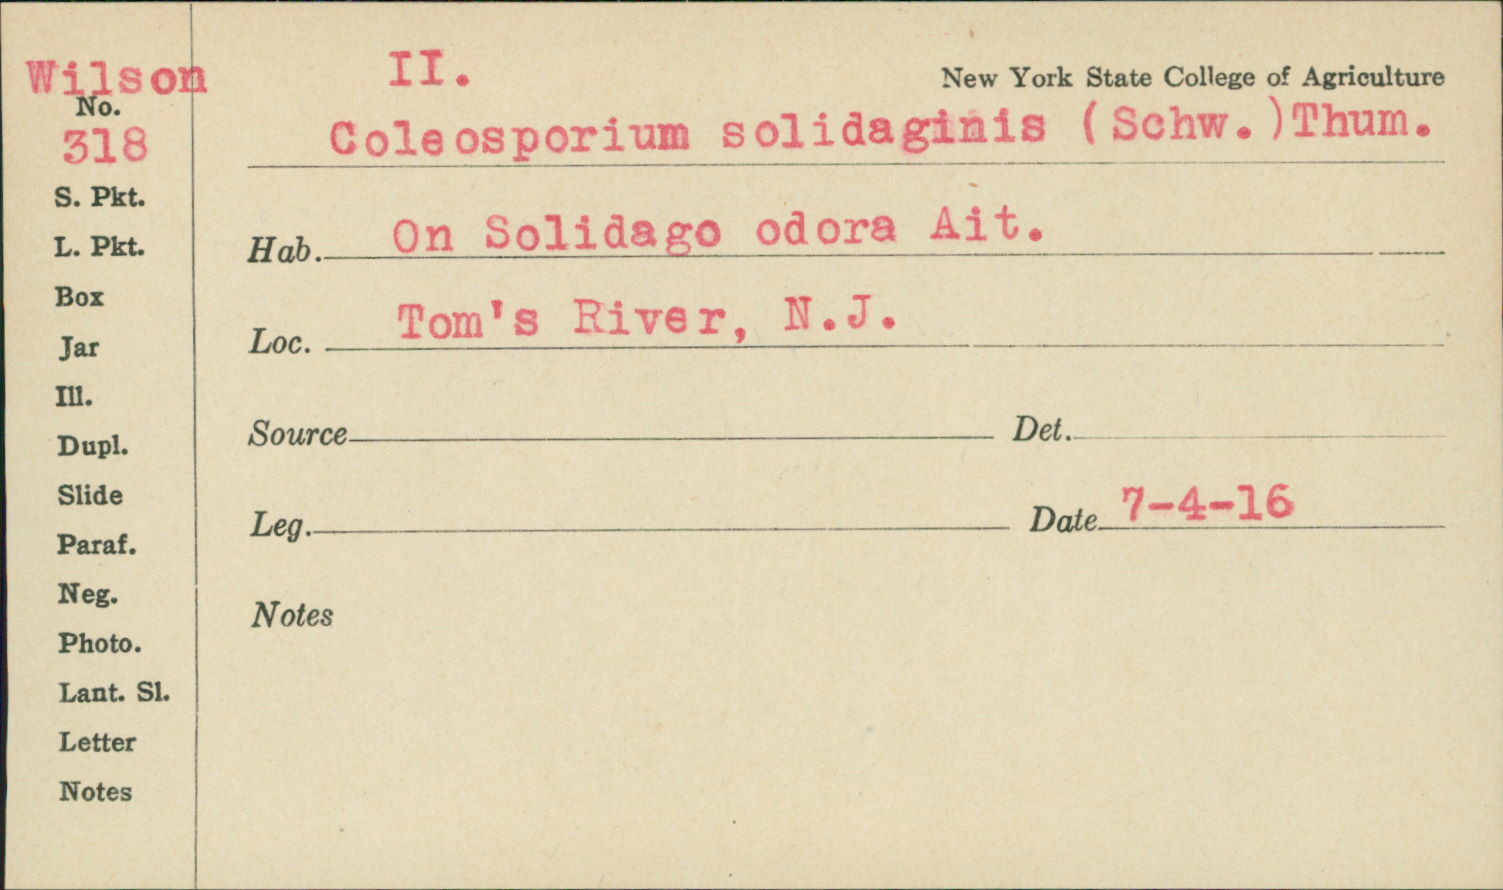 Wilson
No.
318
S. Pkt.
L. Pkt.
Box
Jar
Ill.
Dupl.
Slide
Paraf.
Neg.
Photo.
Lant. Sl.
Letter
Notes
II.
New York State College of Agriculture
Coleosporium solidaginis (Schw.)Thum.
Hab. On Solidago odora Ait.
Loc. Tom's River, N.J.
Source Det.
Leg. Date 7-4-16
Notes